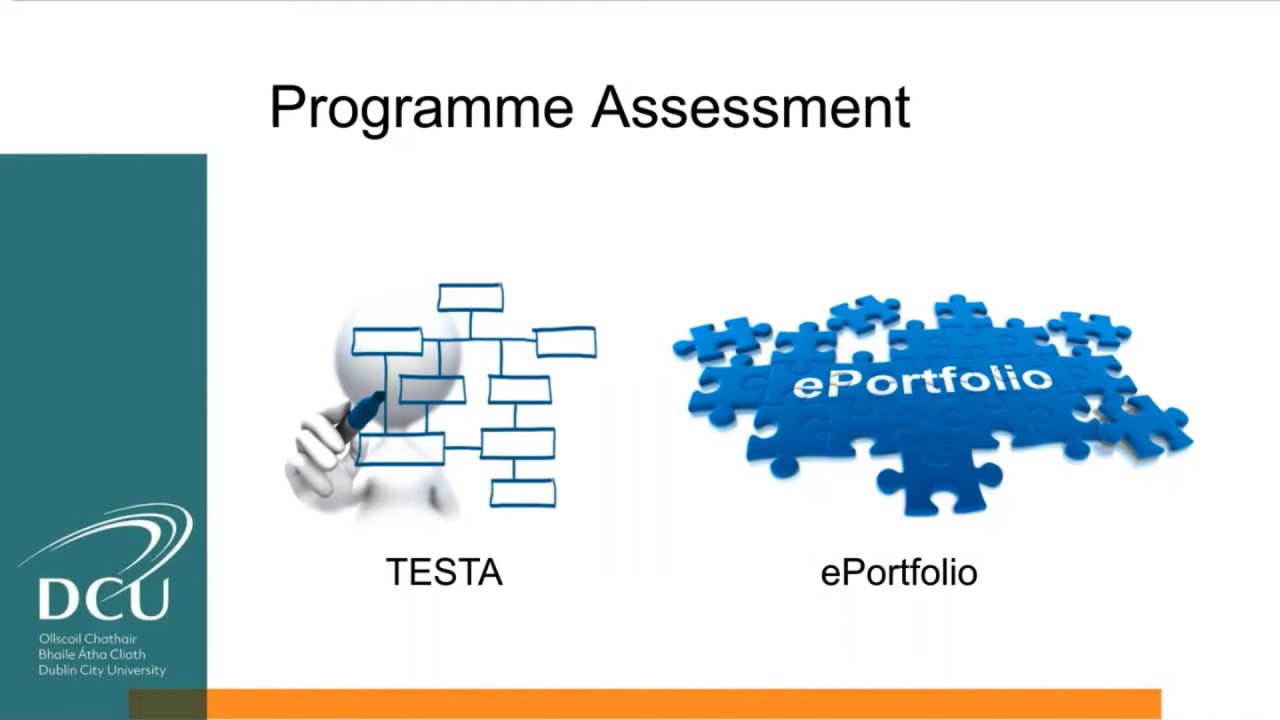 Programme Assessment
ePortfolio
TESTA
ePortfolio
DCU
Ollscoil Chathair
Bhaile Átha Cliath
Dublin City University